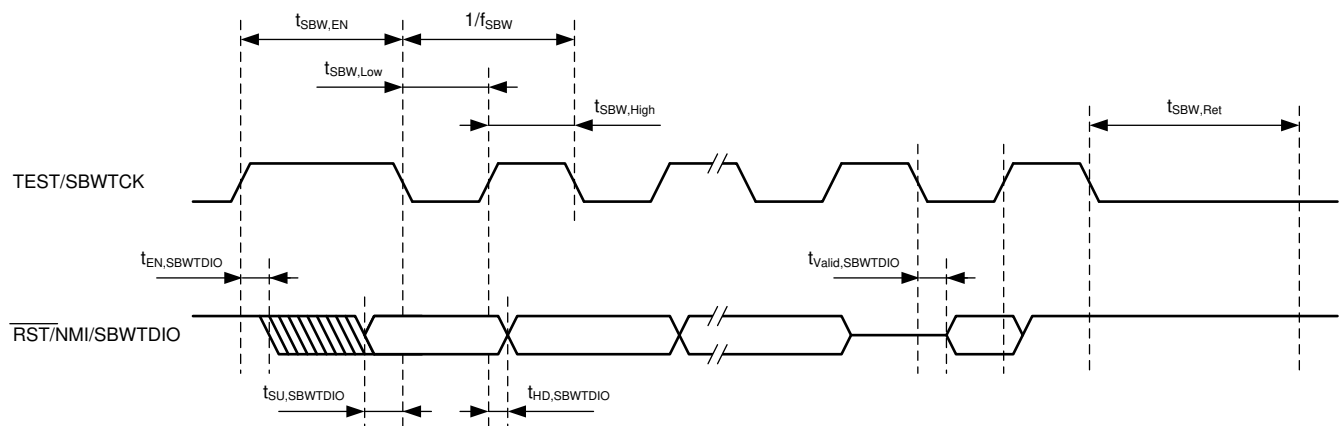 tSBW,EN
1/fSBW
tSBW,Low
tSBW,High
tSBW,Ret
TEST/SBWTCK
tEN,SBWTDIO
tValid,SBWTDIO
RST/NMI/SBWTDIO
tSU,SBWTDIO
tHD,SBWTDIO